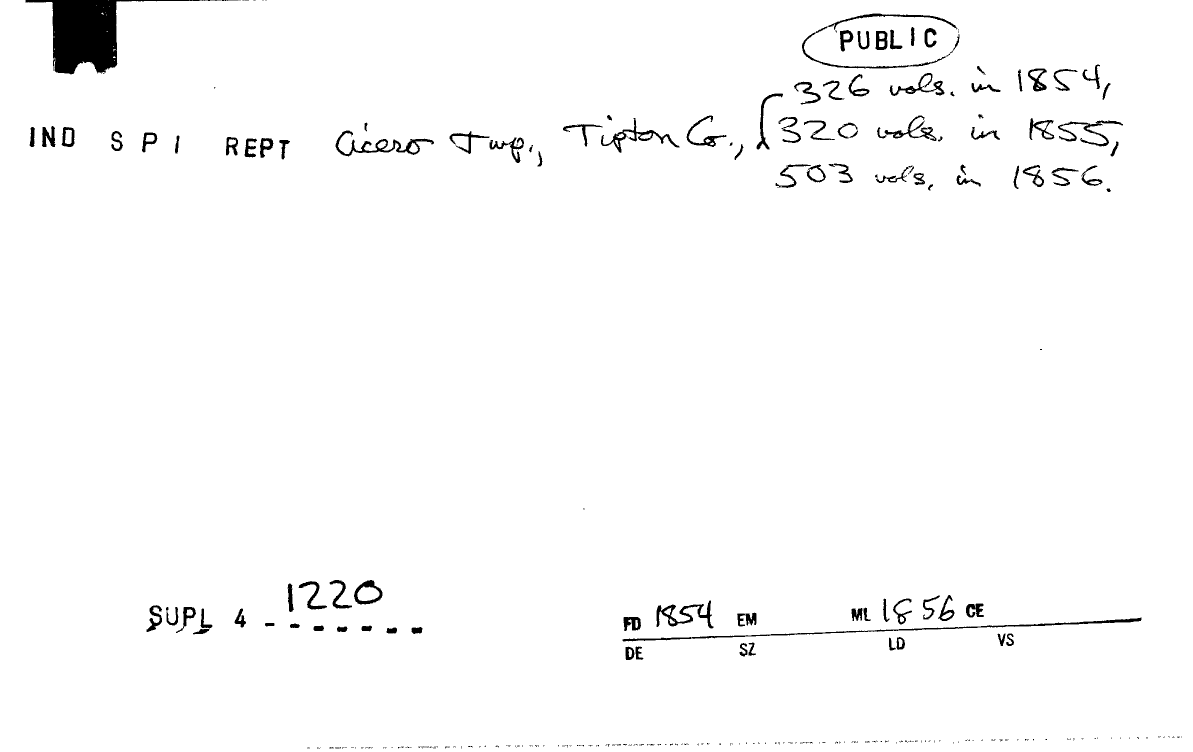 PUBLIC
326 vols. in 1854,
IND S P I REPT Cicero Twp., Tipton Co., 320 vols. in 1855,
503 vols. in 1856.
SUPL 4 1220
FD 1854 EM ML 1856 CE
DE SZ LD VS